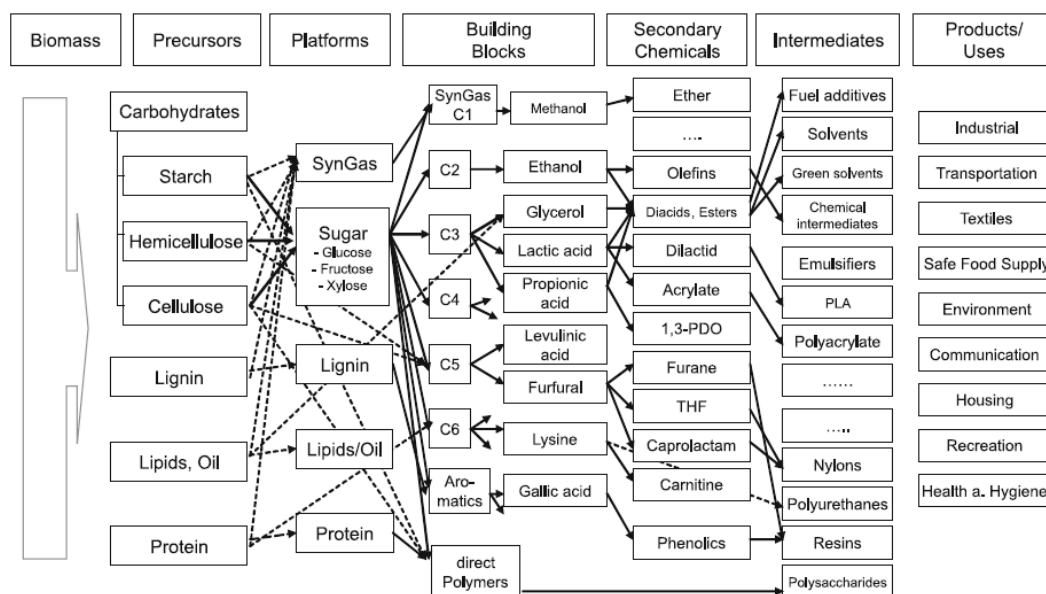 Biomass
Precursors
Platforms
Building
Blocks
Secondary
Chemicals
Intermediates
Products/
Uses
Carbohydrates
Starch
Hemicellulose
Cellulose
Lignin
Lipids, Oil
Protein
SynGas
Sugar
- Glucose
- Fructose
- Xylose
Lignin
Lipids/Oil
Protein
SynGas
C1
C2
C3
C4
C5
C6
Aro-
matics
direct
Polymers
Methanol
Ethanol
Glycerol
Lactic acid
Propionic
acid
Levulinic
acid
Furfural
Lysine
Gallic acid
Ether
….
Olefins
Diacids, Esters
Dilactid
Acrylate
1,3-PDO
Furane
THF
Caprolactam
Carnitine
Phenolics
Fuel additives
Solvents
Green solvents
Chemical
intermediates
Emulsifiers
PLA
Polyacrylate
……
…..
Nylons
Polyurethanes
Resins
Polysaccharides
Industrial
Transportation
Textiles
Safe Food Supply
Environment
Communication
Housing
Recreation
Health a. Hygiene